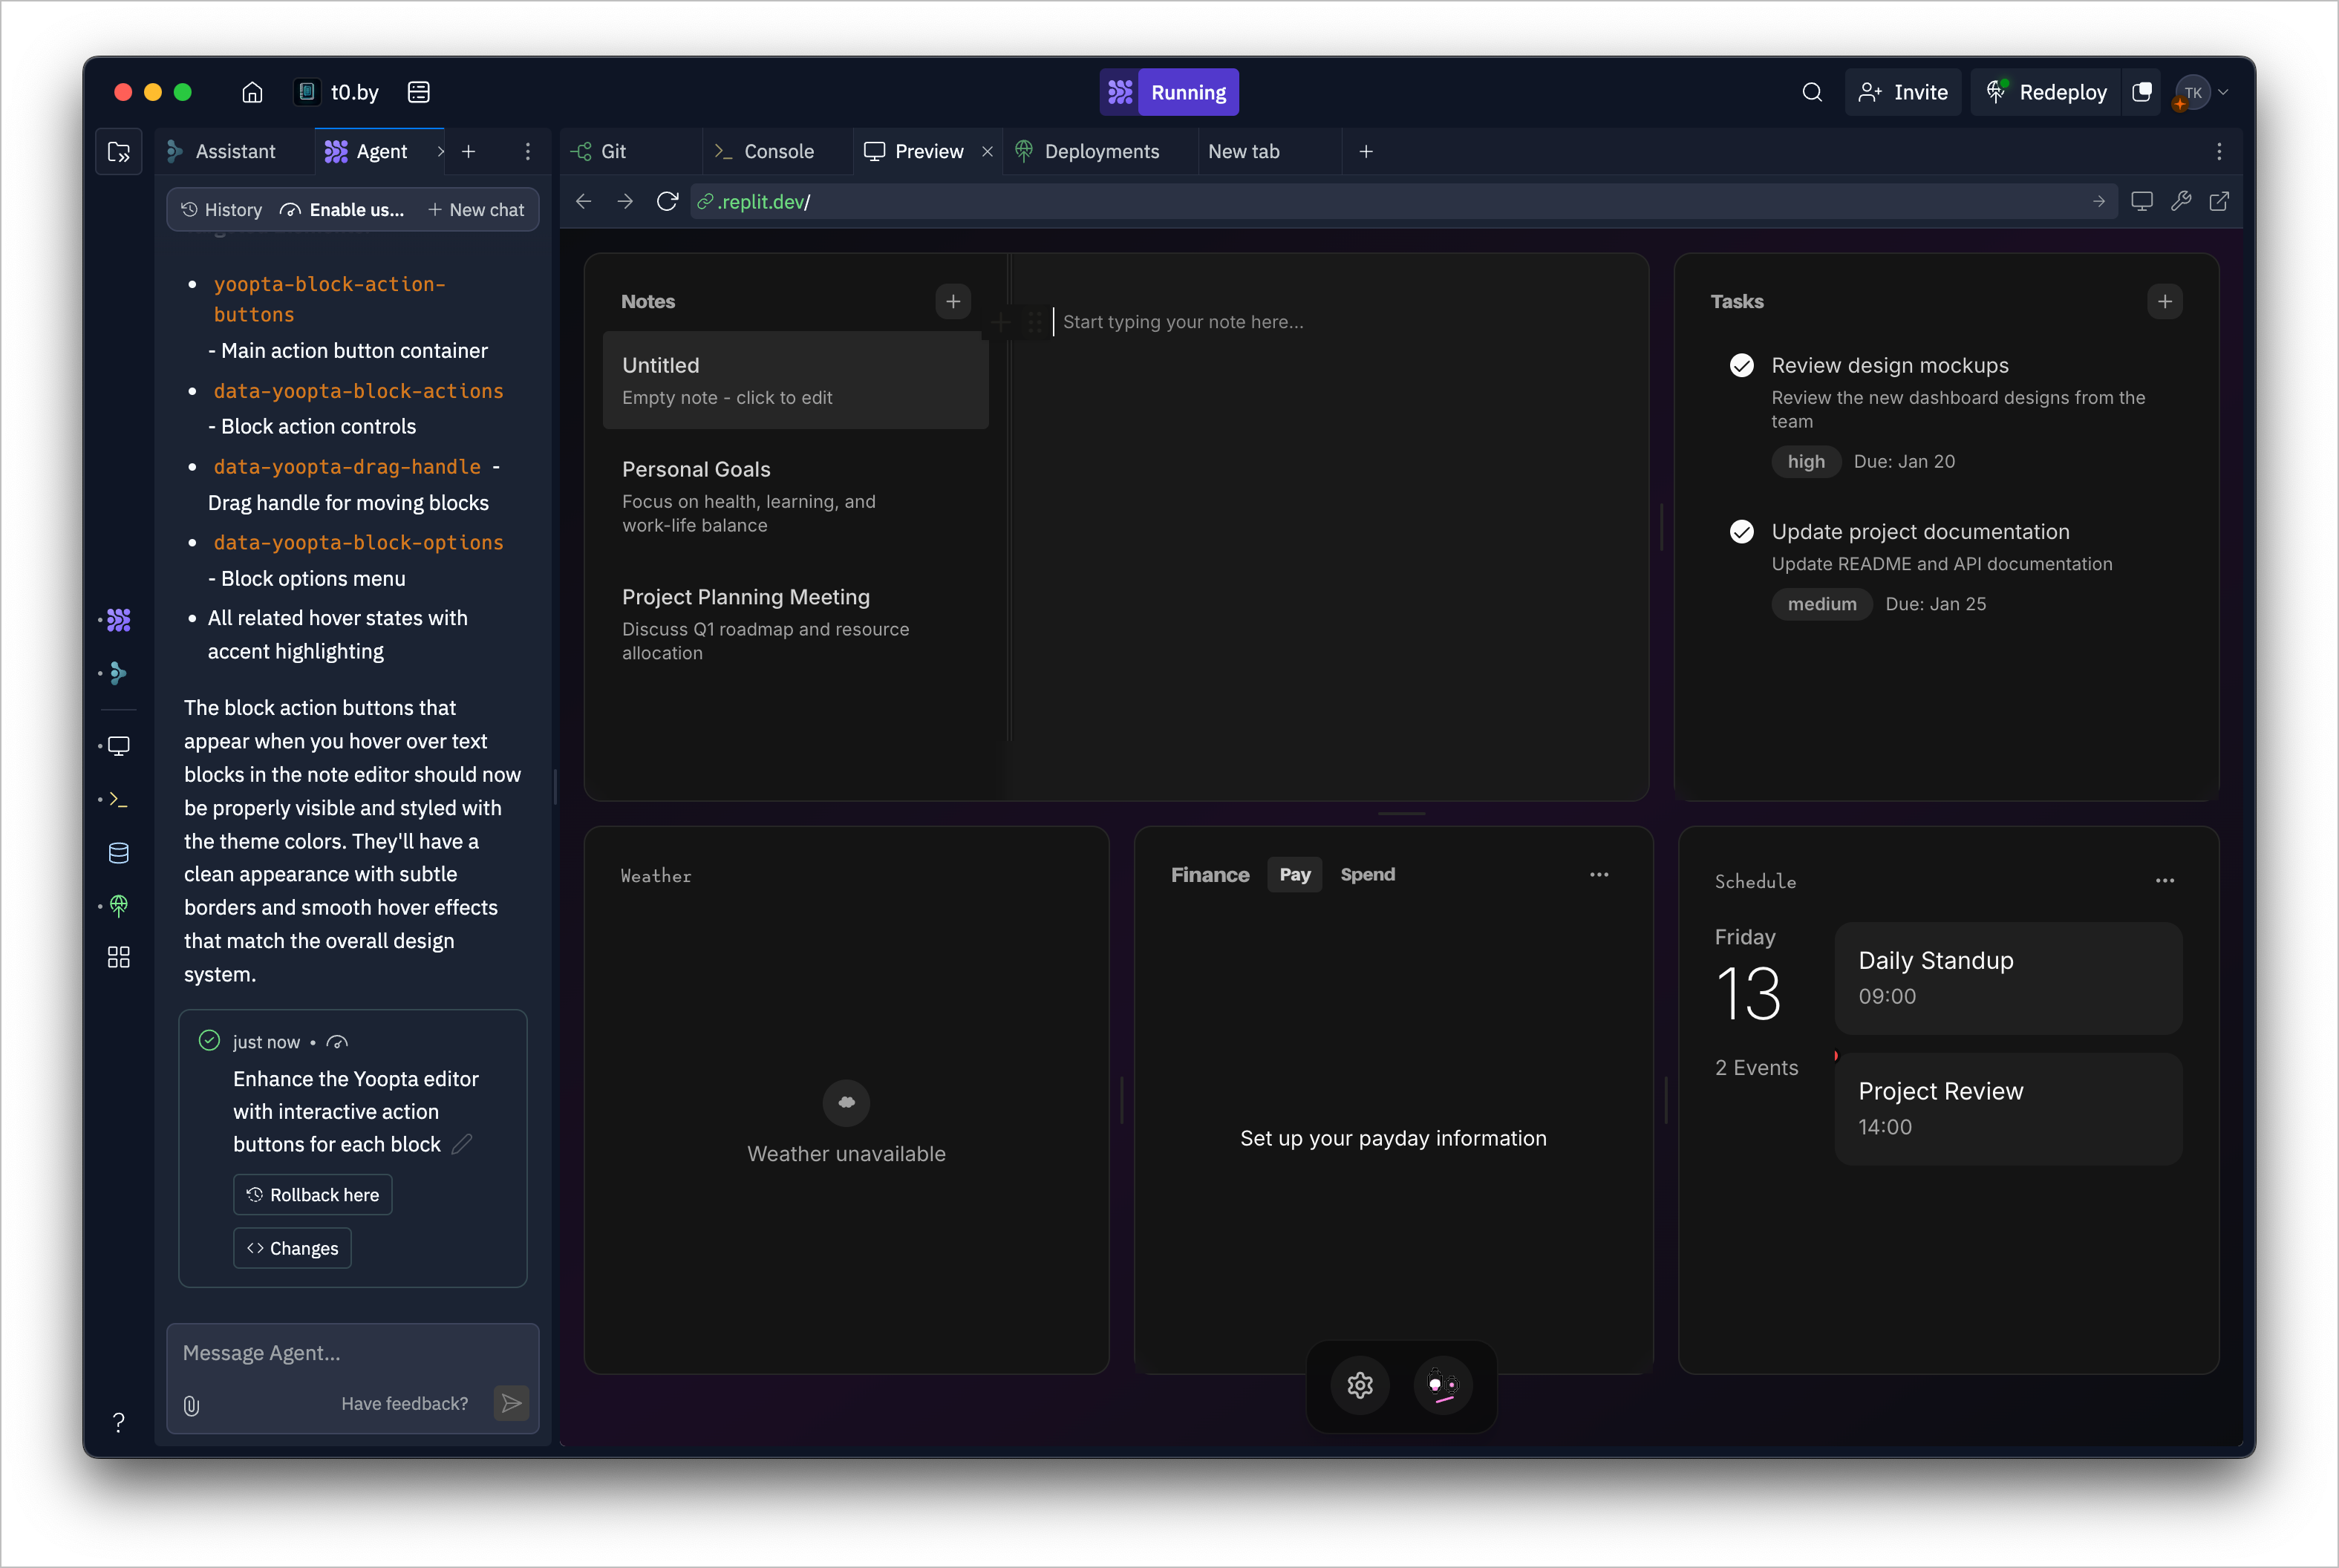 t0.by
Running
Invite
Redeploy
TK
Assistant
Agent
Git
Console
Preview
Deployments
New tab
History
Enable us...
New chat
.replit.dev/
yoopta-block-action-
buttons
- Main action button container
data-yoopta-block-actions
- Block action controls
data-yoopta-drag-handle -
Drag handle for moving blocks
data-yoopta-block-options
- Block options menu
All related hover states with
accent highlighting
The block action buttons that
appear when you hover over text
blocks in the note editor should now
be properly visible and styled with
the theme colors. They'll have a
clean appearance with subtle
borders and smooth hover effects
that match the overall design
system.
just now •
Enhance the Yoopta editor
with interactive action
buttons for each block
Rollback here
Changes
Message Agent...
Have feedback?
Notes
Untitled
Empty note - click to edit
Personal Goals
Focus on health, learning, and
work-life balance
Project Planning Meeting
Discuss Q1 roadmap and resource
allocation
Start typing your note here...
Tasks
Review design mockups
Review the new dashboard designs from the
team
high
Due: Jan 20
Update project documentation
Update README and API documentation
medium
Due: Jan 25
Weather
Weather unavailable
Finance
Pay
Spend
Set up your payday information
Schedule
Friday
13
2 Events
Daily Standup
09:00
Project Review
14:00